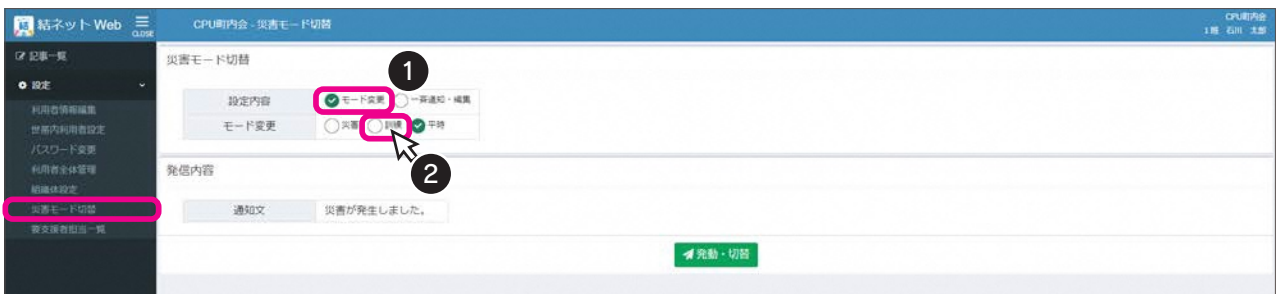 結ネット Web
CLOSE
CPU町内会 - 災害モード切替
CPU町内会
1班 石川 太郎
記事一覧
設定
利用者情報編集
世帯内利用者設定
パスワード変更
利用者全体管理
組織体設定
災害モード切替
要支援者担当一覧
災害モード切替
1
設定内容 モード変更 一斉通知・編集
モード変更 災害 訓練 平時
2
発信内容
通知文 災害が発生しました。
発動・切替